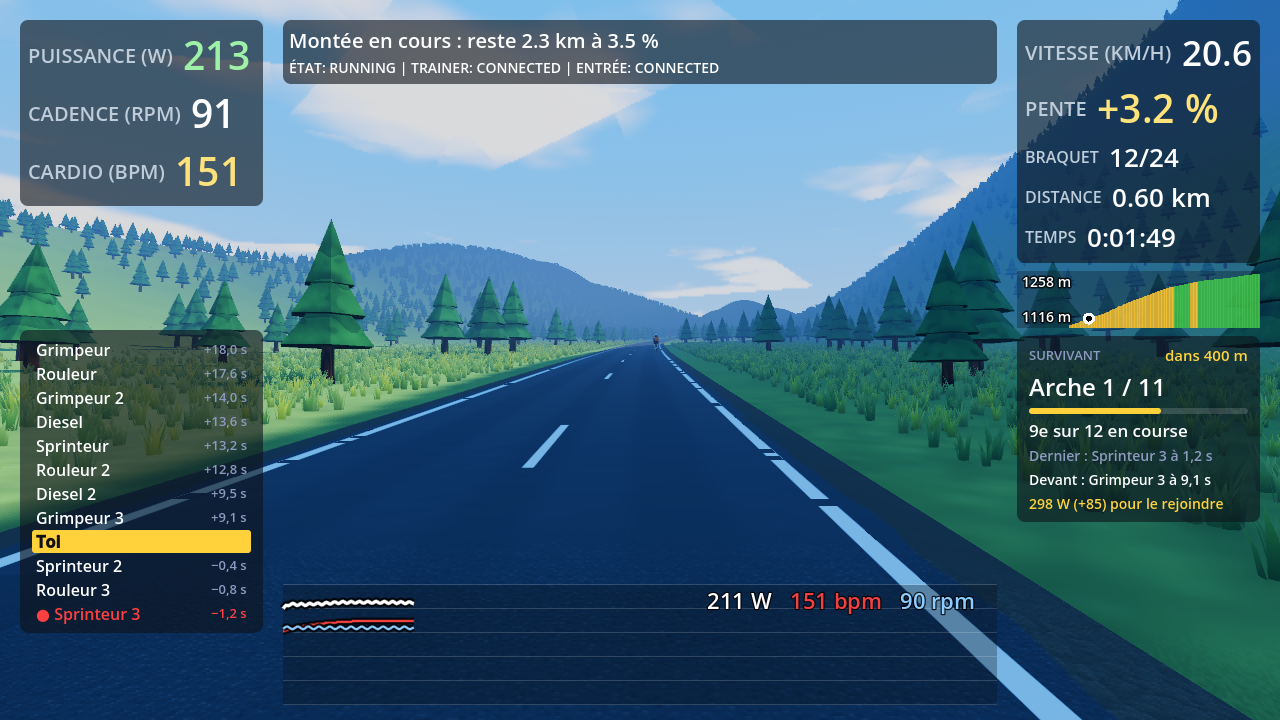 PUISSANCE (W) 213
CADENCE (RPM) 91
CARDIO (BPM) 151
Montée en cours : reste 2.3 km à 3.5 %
ÉTAT: RUNNING | TRAINER: CONNECTED | ENTRÉE: CONNECTED
VITESSE (KM/H) 20.6
PENTE +3.2 %
BRAQUET 12/24
DISTANCE 0.60 km
TEMPS 0:01:49
1258 m
1116 m
SURVIVANT dans 400 m
Arche 1 / 11
9e sur 12 en course
Dernier : Sprinteur 3 à 1,2 s
Devant : Grimpeur 3 à 9,1 s
298 W (+85) pour le rejoindre
Grimpeur +18,0 s
Rouleur +17,6 s
Grimpeur 2 +14,0 s
Diesel +13,6 s
Sprinteur +13,2 s
Rouleur 2 +12,8 s
Diesel 2 +9,5 s
Grimpeur 3 +9,1 s
Toi
Sprinteur 2 −0,4 s
Rouleur 3 −0,8 s
Sprinteur 3 −1,2 s
211 W 151 bpm 90 rpm